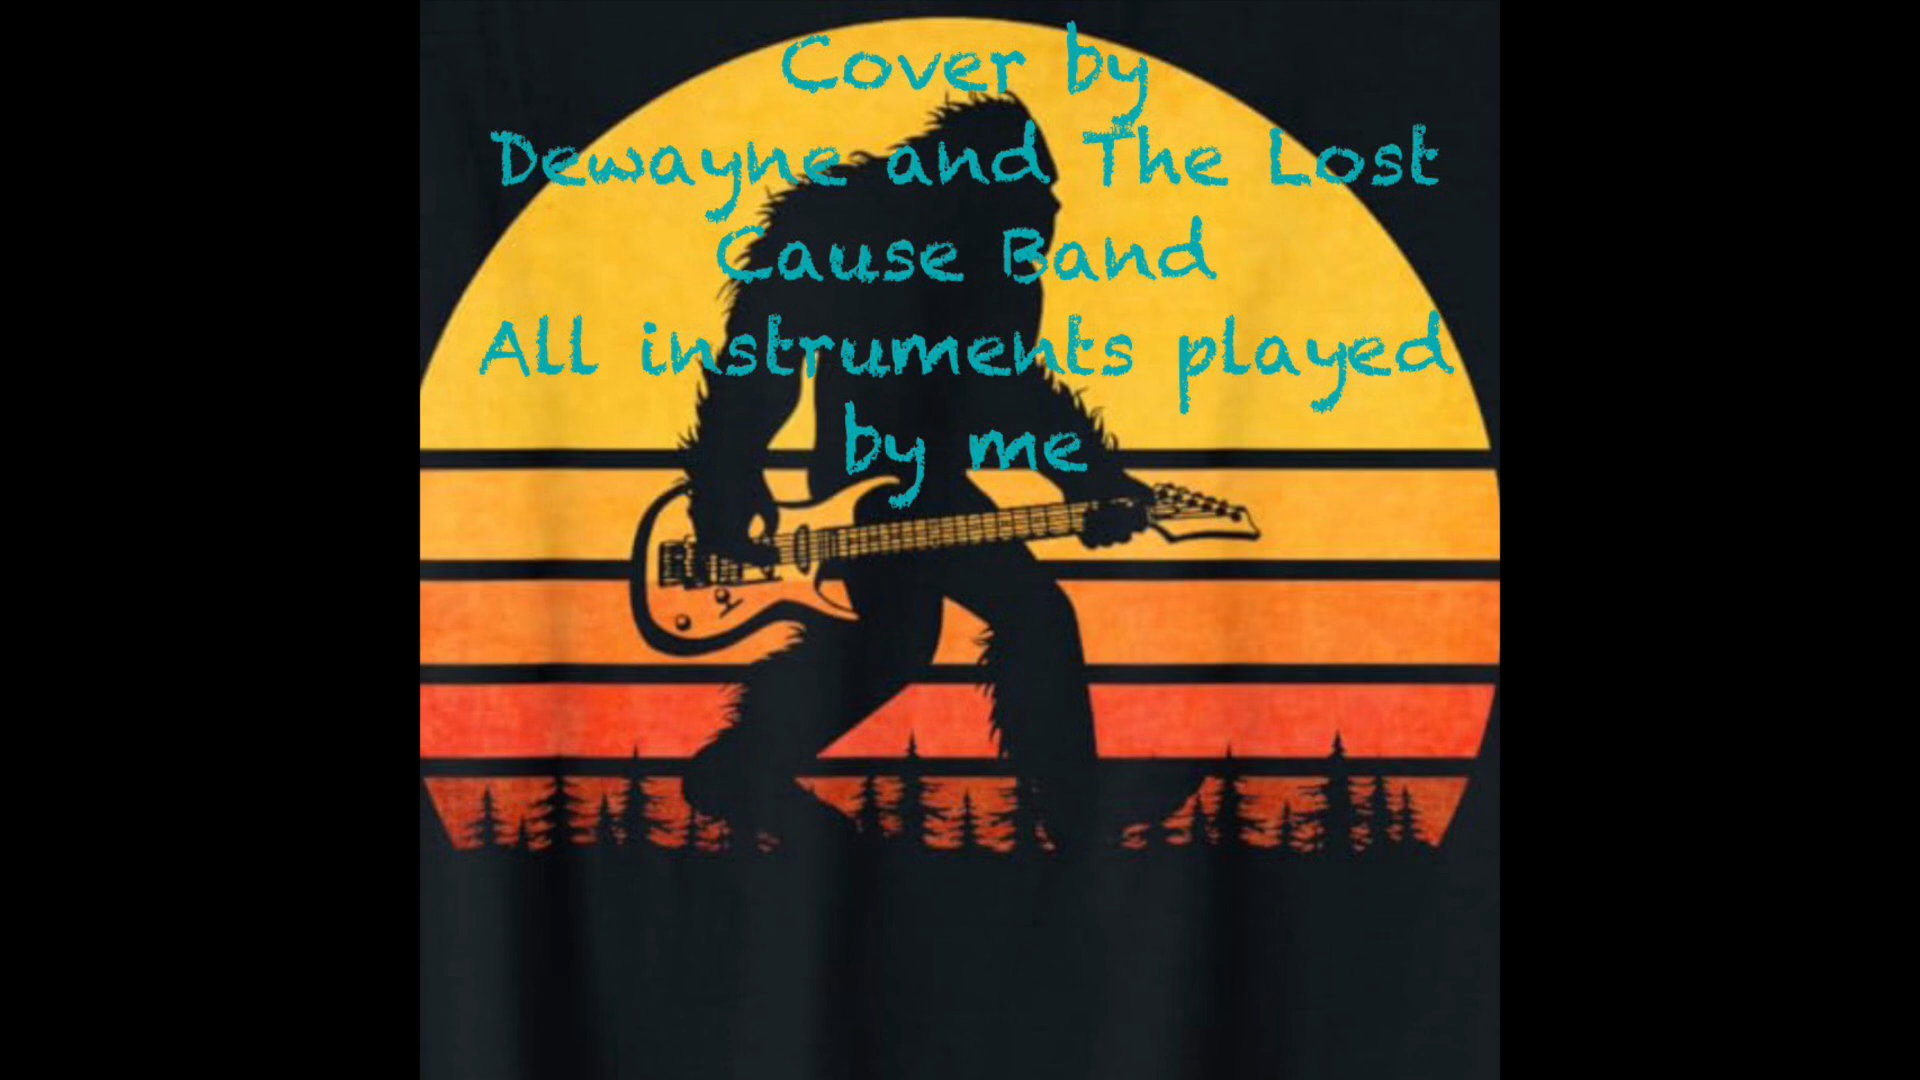 Cover by
Dewayne and The Lost
Cause Band
All instruments played
by me